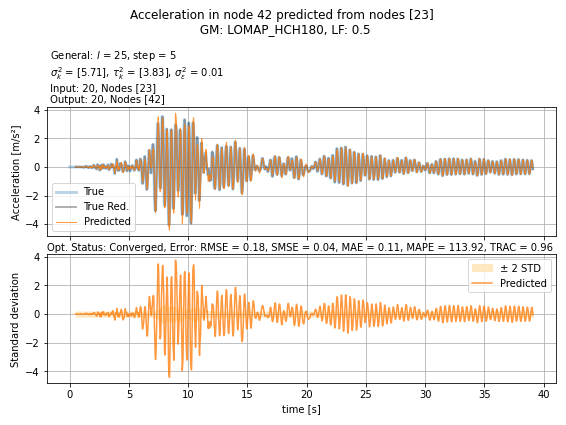 Acceleration in node 42 predicted from nodes [23]
GM: LOMAP_HCH180, LF: 0.5
General: l = 25, step = 5
σ²ₖ = [5.71], τ²ₖ = [3.83], σ²ε = 0.01
Input: 20, Nodes [23]
Output: 20, Nodes [42]
Acceleration [m/s²]
4
2
0
−2
−4
True
True Red.
Predicted
Opt. Status: Converged, Error: RMSE = 0.18, SMSE = 0.04, MAE = 0.11, MAPE = 113.92, TRAC = 0.96
Standard deviation
4
2
0
−2
−4
± 2 STD
Predicted
0 5 10 15 20 25 30 35 40
time [s]